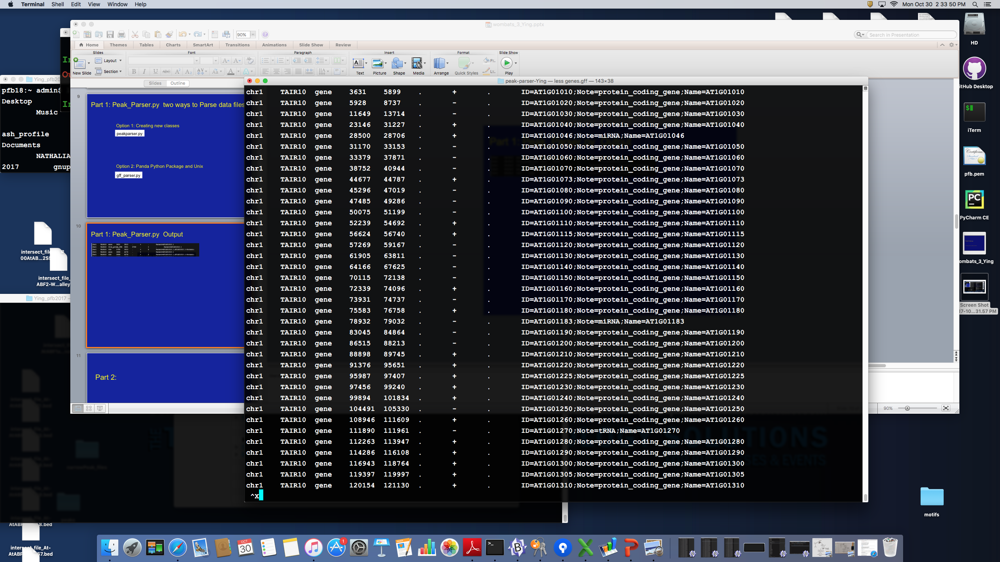 Terminal Shell Edit View Window Help
Mon Oct 30 2 33 50 PM
wombats_3_Ying.pptx
90%
Search in Presentation
Home Themes Tables Charts SmartArt Transitions Animations Slide Show Review
Slides Font Paragraph Insert Format Slide Show
Layout
New Slide Section
Text Picture Shape Media Arrange Quick Styles Play
Slides Outline
Ying_pfb20
pfb18:~ admin$
Desktop
Music
ash_profile
Documents
NATHALIA
2017 gnup
9
Part 1: Peak_Parser.py two ways to Parse data files
Option 1: Creating new classes
peakparser.py
Option 2: Panda Python Package and Unix
gff_parser.py
10
Part 1: Peak_Parser.py Output
11
Part 2:
peak-parser-Ying — less genes.gff — 143×38
chr1 TAIR10 gene 3631 5899 . + . ID=AT1G01010;Note=protein_coding_gene;Name=AT1G01010
chr1 TAIR10 gene 5928 8737 . - . ID=AT1G01020;Note=protein_coding_gene;Name=AT1G01020
chr1 TAIR10 gene 11649 13714 . - . ID=AT1G01030;Note=protein_coding_gene;Name=AT1G01030
chr1 TAIR10 gene 23146 31227 . + . ID=AT1G01040;Note=protein_coding_gene;Name=AT1G01040
chr1 TAIR10 gene 28500 28706 . + . ID=AT1G01046;Note=miRNA;Name=AT1G01046
chr1 TAIR10 gene 31170 33153 . - . ID=AT1G01050;Note=protein_coding_gene;Name=AT1G01050
chr1 TAIR10 gene 33379 37871 . - . ID=AT1G01060;Note=protein_coding_gene;Name=AT1G01060
chr1 TAIR10 gene 38752 40944 . - . ID=AT1G01070;Note=protein_coding_gene;Name=AT1G01070
chr1 TAIR10 gene 44677 44787 . + . ID=AT1G01073;Note=protein_coding_gene;Name=AT1G01073
chr1 TAIR10 gene 45296 47019 . - . ID=AT1G01080;Note=protein_coding_gene;Name=AT1G01080
chr1 TAIR10 gene 47485 49286 . - . ID=AT1G01090;Note=protein_coding_gene;Name=AT1G01090
chr1 TAIR10 gene 50075 51199 . - . ID=AT1G01100;Note=protein_coding_gene;Name=AT1G01100
chr1 TAIR10 gene 52239 54692 . + . ID=AT1G01110;Note=protein_coding_gene;Name=AT1G01110
chr1 TAIR10 gene 56624 56740 . + . ID=AT1G01115;Note=protein_coding_gene;Name=AT1G01115
chr1 TAIR10 gene 57269 59167 . - . ID=AT1G01120;Note=protein_coding_gene;Name=AT1G01120
chr1 TAIR10 gene 61905 63811 . - . ID=AT1G01130;Note=protein_coding_gene;Name=AT1G01130
chr1 TAIR10 gene 64166 67625 . - . ID=AT1G01140;Note=protein_coding_gene;Name=AT1G01140
chr1 TAIR10 gene 70115 72138 . - . ID=AT1G01150;Note=protein_coding_gene;Name=AT1G01150
chr1 TAIR10 gene 72339 74096 . + . ID=AT1G01160;Note=protein_coding_gene;Name=AT1G01160
chr1 TAIR10 gene 73931 74737 . - . ID=AT1G01170;Note=protein_coding_gene;Name=AT1G01170
chr1 TAIR10 gene 75583 76758 . + . ID=AT1G01180;Note=protein_coding_gene;Name=AT1G01180
chr1 TAIR10 gene 78932 79032 . - . ID=AT1G01183;Note=miRNA;Name=AT1G01183
chr1 TAIR10 gene 83045 84864 . - . ID=AT1G01190;Note=protein_coding_gene;Name=AT1G01190
chr1 TAIR10 gene 86515 88213 . - . ID=AT1G01200;Note=protein_coding_gene;Name=AT1G01200
chr1 TAIR10 gene 88898 89745 . + . ID=AT1G01210;Note=protein_coding_gene;Name=AT1G01210
chr1 TAIR10 gene 91376 95651 . + . ID=AT1G01220;Note=protein_coding_gene;Name=AT1G01220
chr1 TAIR10 gene 95987 97407 . + . ID=AT1G01225;Note=protein_coding_gene;Name=AT1G01225
chr1 TAIR10 gene 97456 99240 . + . ID=AT1G01230;Note=protein_coding_gene;Name=AT1G01230
chr1 TAIR10 gene 99894 101834 . + . ID=AT1G01240;Note=protein_coding_gene;Name=AT1G01240
chr1 TAIR10 gene 104491 105330 . - . ID=AT1G01250;Note=protein_coding_gene;Name=AT1G01250
chr1 TAIR10 gene 108946 111609 . + . ID=AT1G01260;Note=protein_coding_gene;Name=AT1G01260
chr1 TAIR10 gene 111890 111961 . - . ID=AT1G01270;Note=tRNA;Name=AT1G01270
chr1 TAIR10 gene 112263 113947 . + . ID=AT1G01280;Note=protein_coding_gene;Name=AT1G01280
chr1 TAIR10 gene 114286 116108 . + . ID=AT1G01290;Note=protein_coding_gene;Name=AT1G01290
chr1 TAIR10 gene 116943 118764 . + . ID=AT1G01300;Note=protein_coding_gene;Name=AT1G01300
chr1 TAIR10 gene 119397 119997 . + . ID=AT1G01305;Note=protein_coding_gene;Name=AT1G01305
chr1 TAIR10 gene 120154 121130 . + . ID=AT1G01310;Note=protein_coding_gene;Name=AT1G01310
^X
90%
HD
itHub Desktop
iTerm
pfb.pem
PyCharm CE
ombats_3_Ying
Screen Shot
17-10...31.57 PM
motifs
intersect_file_
00AtAB...2S5
intersect_file_
ABF2-W...alley
Ying_pfb2017
8.bed
intersect_file_At-
AtABF 57.bed
OCT
30
1